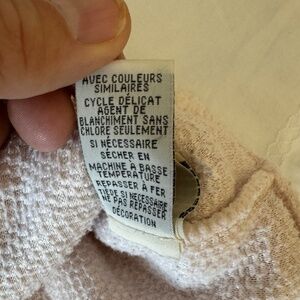 AVEC COULEURS
SIMILAIRES
CYCLE DÉLICAT
AGENT DE
BLANCHIMENT SANS
CHLORE SEULEMENT
SI NÉCESSAIRE
SÉCHER EN
MACHINE A BASSE
TEMPÉRATURE
REPASSER À FER
TIÈDE SI NÉCESSAIRE
NE PAS REPASSER
DÉCORATION